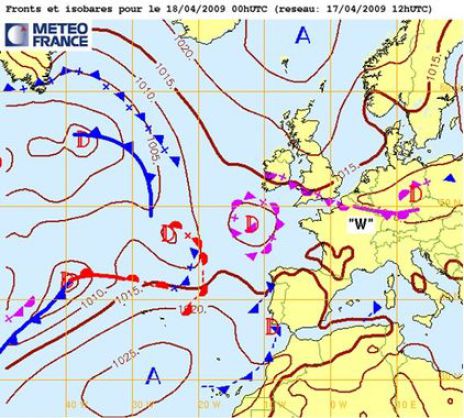 Fronts et isobares pour le 18/04/2009 00hUTC (reseau: 17/04/2009 12hUTC)
METEO
FRANCE
1020.
A
1015.
1015.
1010.
D
1005.
1015.
D
D
"W"
D
D
1010.
1015.
1020.
D
1025.
A
40 W
30 W
20 W
10 W
0
10 E